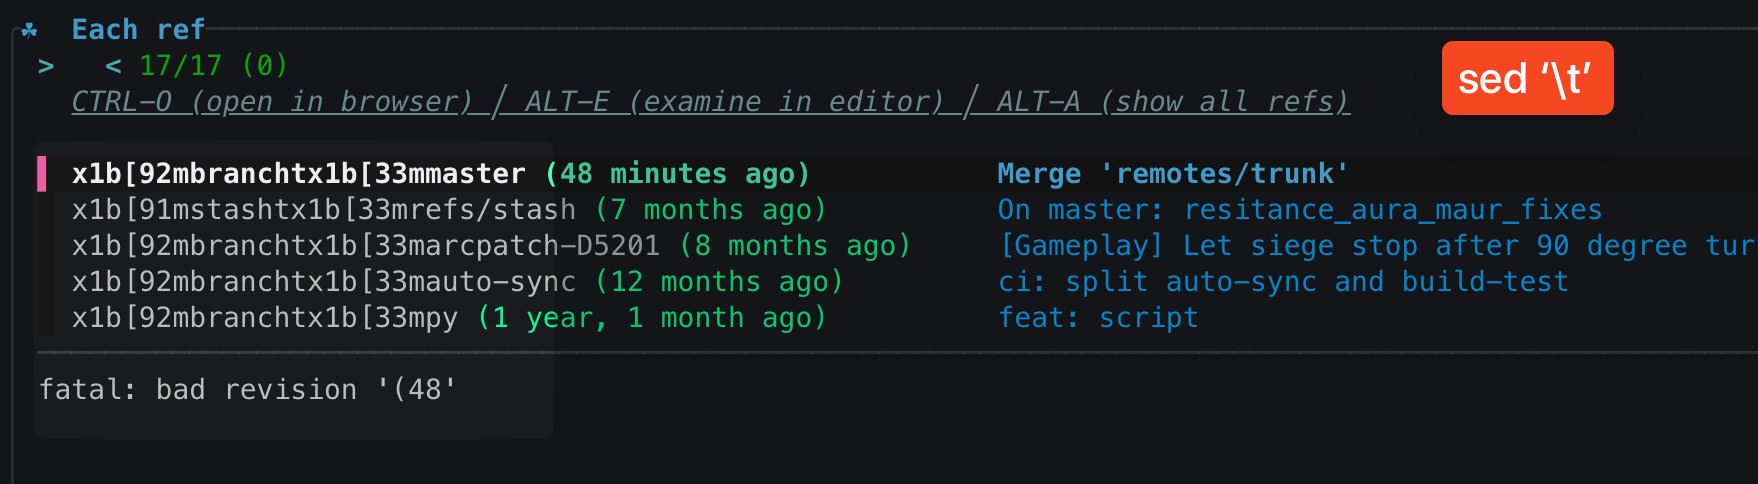 ☘ Each ref
> < 17/17 (0)
CTRL-O (open in browser) ╱ ALT-E (examine in editor) ╱ ALT-A (show all refs)
sed ‘\t’
x1b[92mbranchtx1b[33mmaster (48 minutes ago) Merge 'remotes/trunk'
x1b[91mstashtx1b[33mrefs/stash (7 months ago) On master: resitance_aura_maur_fixes
x1b[92mbranchtx1b[33marcpatch-D5201 (8 months ago) [Gameplay] Let siege stop after 90 degree tur
x1b[92mbranchtx1b[33mauto-sync (12 months ago) ci: split auto-sync and build-test
x1b[92mbranchtx1b[33mpy (1 year, 1 month ago) feat: script
fatal: bad revision '(48'